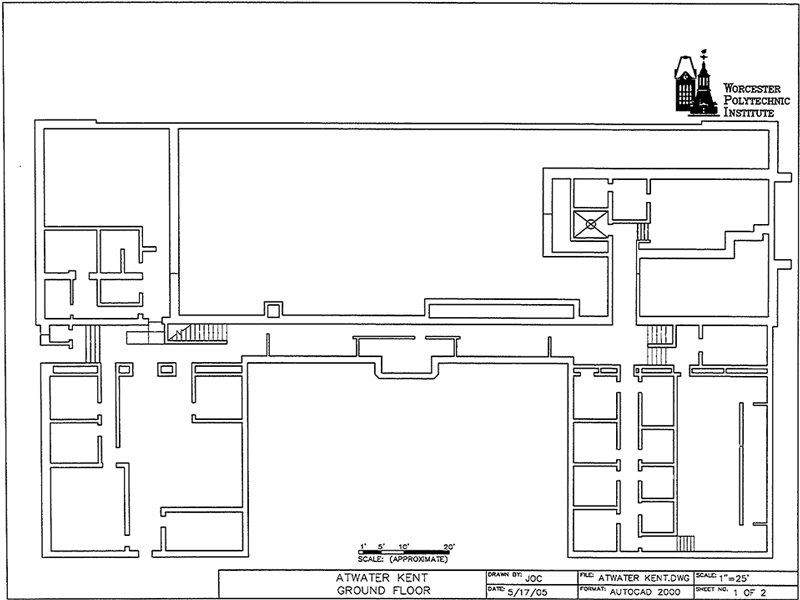 WORCESTER
POLYTECHNIC
INSTITUTE
1' 5' 10' 20'
SCALE: (APPROXIMATE)
ATWATER KENT
GROUND FLOOR
DRAWN BY: JOC
DATE: 5/17/05
FILE: ATWATER KENT.DWG
FORMAT: AUTOCAD 2000
SCALE: 1"=25'
SHEET NO. 1 OF 2